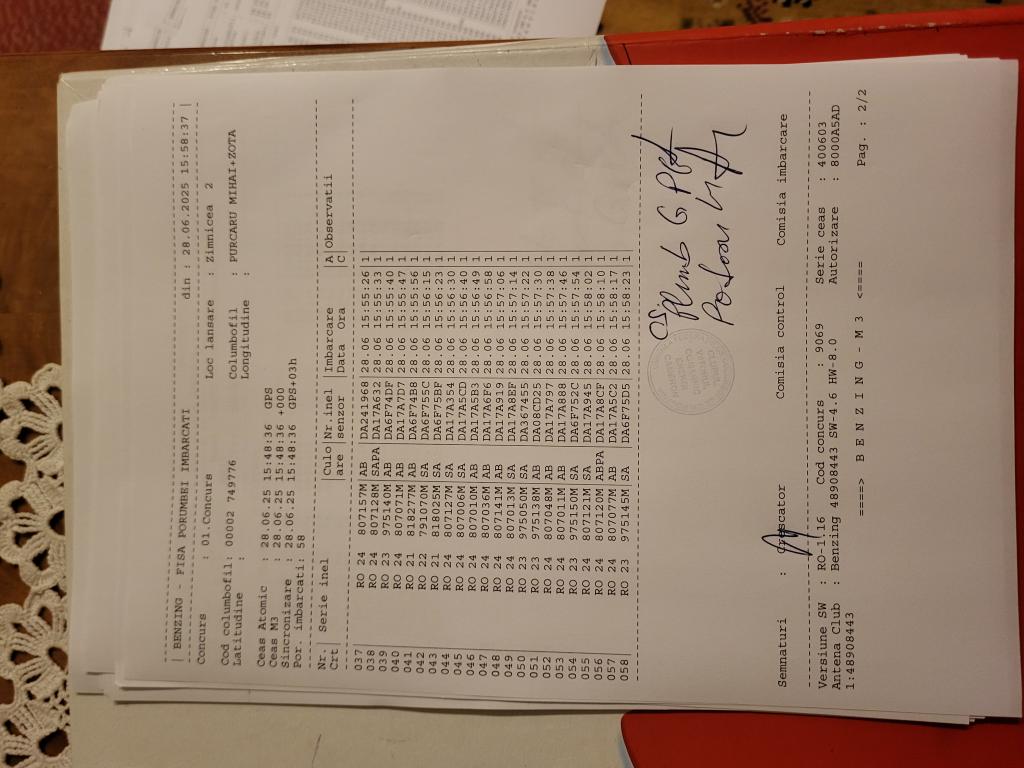 | BENZING - FISA PORUMBEI IMBARCATI din : 28.06.2025 15:58:37 |
Concurs : 01.Concurs Loc lansare : Zimnicea 2
Cod columbofil: 00002 749776 Columbofil : PURCARU MIHAI+ZOTA
Latitudine : Longitudine :
Ceas Atomic : 28.06.25 15:48:36 GPS
Ceas M3 : 28.06.25 15:48:36 +000
Sincronizare : 28.06.25 15:48:36 GPS+03h
Por. imbarcati: 58
Nr.| Serie inel |Culo|Nr.inel |Imbarcare |A|Observatii
Crt| |are |senzor |Data Ora |C|
037| RO 24 807157M|AB |DA241968|28.06 15:55:26|1|
038| RO 24 807128M|SAPA|DA17A632|28.06 15:55:33|1|
039| RO 23 975140M|AB |DA6F74DF|28.06 15:55:40|1|
040| RO 24 807071M|AB |DA17A7D7|28.06 15:55:47|1|
041| RO 21 818277M|AB |DA6F74B8|28.06 15:55:56|1|
042| RO 22 791070M|SA |DA6F755C|28.06 15:56:15|1|
043| RO 21 818025M|SA |DA6F75BF|28.06 15:56:23|1|
044| RO 24 807127M|SA |DA17A354|28.06 15:56:30|1|
045| RO 24 807006M|SA |DA17A5CD|28.06 15:56:40|1|
046| RO 24 807010M|AB |DA17A5B3|28.06 15:56:49|1|
047| RO 24 807036M|AB |DA17A6F6|28.06 15:56:58|1|
048| RO 24 807141M|AB |DA17A919|28.06 15:57:06|1|
049| RO 24 807013M|SA |DA17A8EF|28.06 15:57:14|1|
050| RO 23 975050M|SA |DA367455|28.06 15:57:22|1|
051| RO 23 975138M|AB |DA08CD25|28.06 15:57:30|1|
052| RO 24 807048M|AB |DA17A797|28.06 15:57:38|1|
053| RO 24 807011M|AB |DA17A888|28.06 15:57:46|1|
054| RO 23 975150M|SA |DA6F752C|28.06 15:57:54|1|
055| RO 24 807121M|SA |DA17A945|28.06 15:58:02|1|
056| RO 24 807120M|ABPA|DA17A8CF|28.06 15:58:10|1|
057| RO 24 807077M|SA |DA17A5C2|28.06 15:58:17|1|
058| RO 23 975145M|SA |DA6F75D5|28.06 15:58:23|1|
Semnaturi : Crescator Comisia control Comisia imbarcare
Versiune SW : RO-1.16 Cod concurs : 9069 Serie ceas : 400603
Antena Club : Benzing 48908443 SW-4.6 HW-8.0 Autorizare : 8000A5AD
1:48908443
====> B E N Z I N G - M 3 <==== Pag. : 2/2